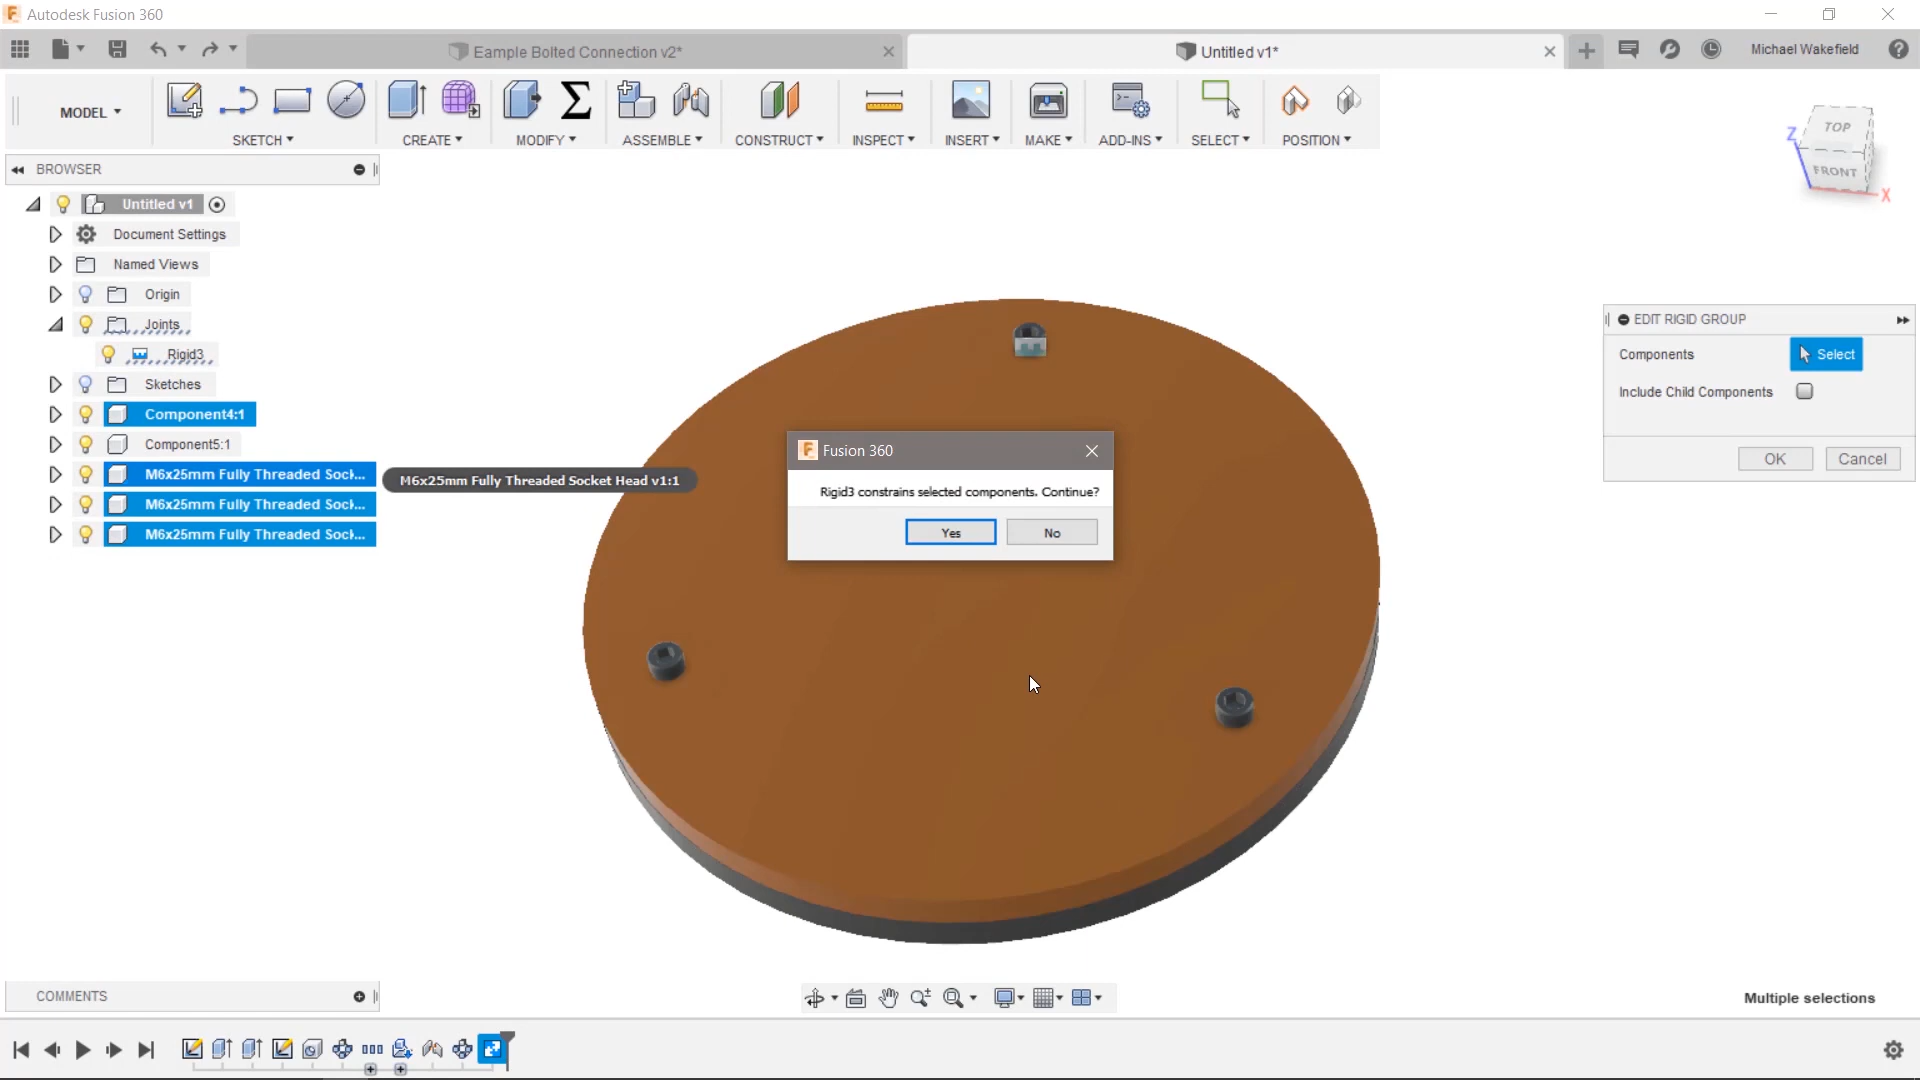 Autodesk Fusion 360
Eample Bolted Connection v2*
Untitled v1*
Michael Wakefield
MODEL
SKETCH
CREATE
MODIFY
ASSEMBLE
CONSTRUCT
INSPECT
INSERT
MAKE
ADD-INS
SELECT
POSITION
TOP
FRONT
Z
X
BROWSER
Untitled v1
Document Settings
Named Views
Origin
Joints
Rigid3
Sketches
Component4:1
Component5:1
M6x25mm Fully Threaded Sock...
M6x25mm Fully Threaded Sock...
M6x25mm Fully Threaded Sock...
M6x25mm Fully Threaded Socket Head v1:1
Fusion 360
Rigid3 constrains selected components. Continue?
Yes
No
EDIT RIGID GROUP
Components
Select
Include Child Components
OK
Cancel
COMMENTS
Multiple selections